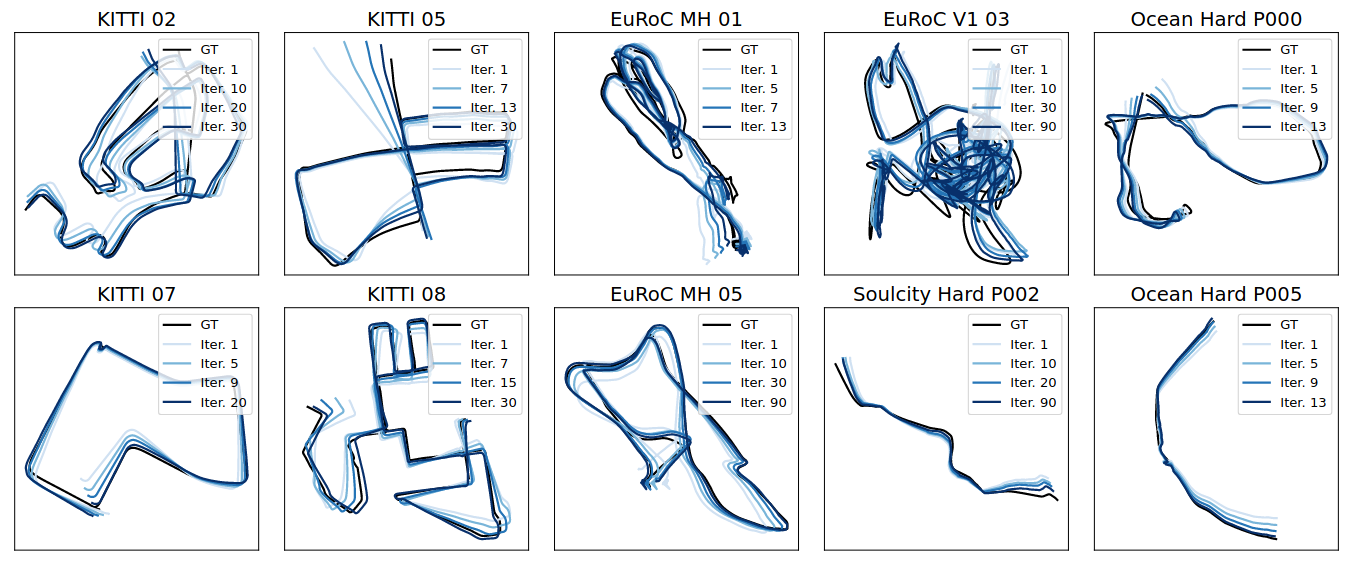 KITTI 02
GT
Iter. 1
Iter. 10
Iter. 20
Iter. 30
KITTI 05
GT
Iter. 1
Iter. 7
Iter. 13
Iter. 30
EuRoC MH 01
GT
Iter. 1
Iter. 5
Iter. 7
Iter. 13
EuRoC V1 03
GT
Iter. 1
Iter. 10
Iter. 30
Iter. 90
Ocean Hard P000
GT
Iter. 1
Iter. 5
Iter. 9
Iter. 13
KITTI 07
GT
Iter. 1
Iter. 5
Iter. 9
Iter. 20
KITTI 08
GT
Iter. 1
Iter. 7
Iter. 15
Iter. 30
EuRoC MH 05
GT
Iter. 1
Iter. 10
Iter. 30
Iter. 90
Soulcity Hard P002
GT
Iter. 1
Iter. 10
Iter. 20
Iter. 90
Ocean Hard P005
GT
Iter. 1
Iter. 5
Iter. 9
Iter. 13